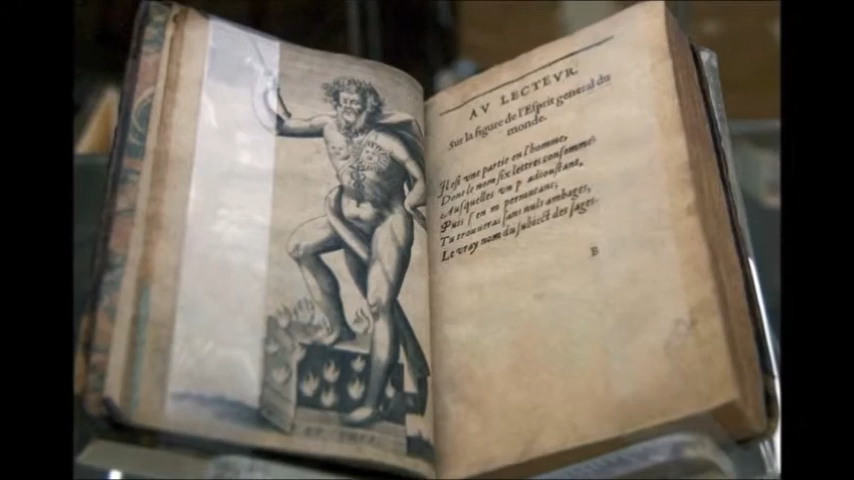 AV LECTEVR.
Sur la figure de l'Eſprit general du
monde.
Il eſt vne partie en l'homme,
Dont le nom ſix lettres conſomme:
Auſquelles vn p adiouſtant,
Puis ſ en m permutant,
Tu trouueras ſans nuls ambages,
Le vray nom du ſubiect des ſages.
B